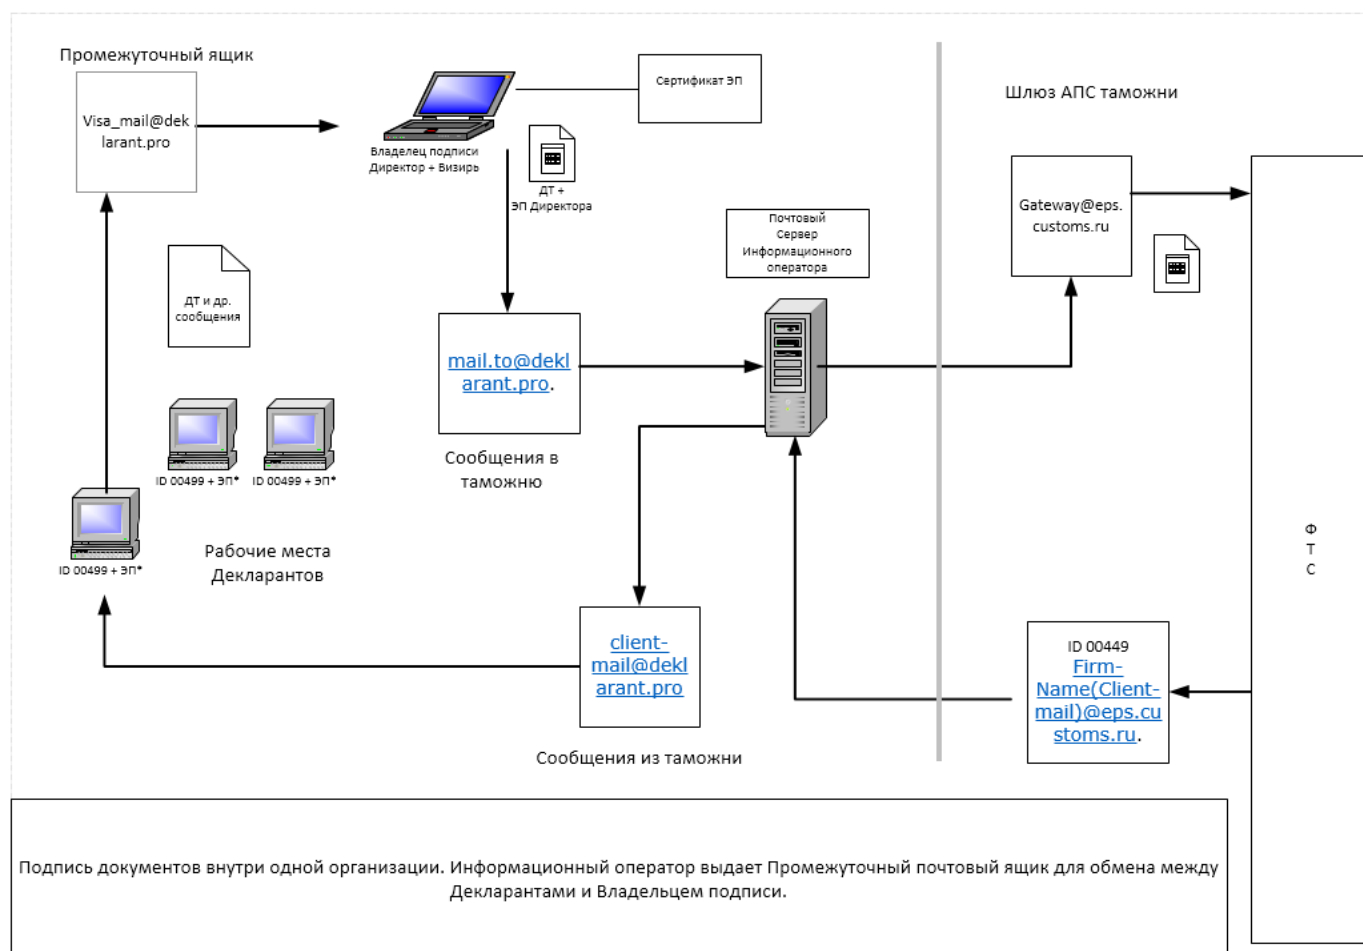 Промежуточный ящик
Visa_mail@dek
larant.pro
Сертификат ЭП
Владелец подписи
Директор + Визирь
ДТ +
ЭП Директора
Шлюз АПС таможни
Gateway@eps.
customs.ru
Почтовый
Сервер
Информационного
оператора
ДТ и др.
сообщения
mail.to@dekl
arant.pro.
Сообщения в
таможню
ID 00499 + ЭП*
ID 00499 + ЭП*
ID 00499 + ЭП*
Рабочие места
Декларантов
Ф
Т
С
client-
mail@dekl
arant.pro
Сообщения из таможни
ID 00449
Firm-
Name(Client-
mail)@eps.cu
stoms.ru.
Подпись документов внутри одной организации. Информационный оператор выдает Промежуточный почтовый ящик для обмена между
Декларантами и Владельцем подписи.